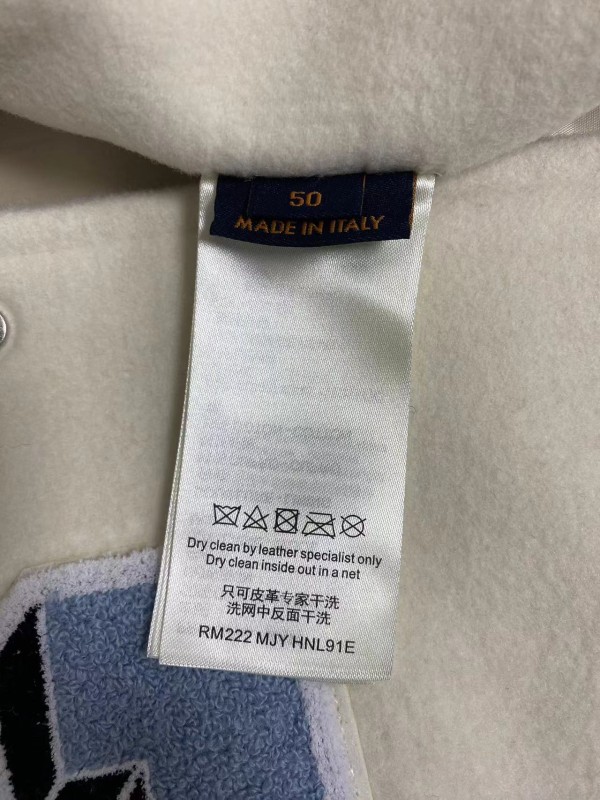 50
MADE IN ITALY
Dry clean by leather specialist only
Dry clean inside out in a net
只可皮革专家干洗
洗网中反面干洗
RM222 MJY HNL91E